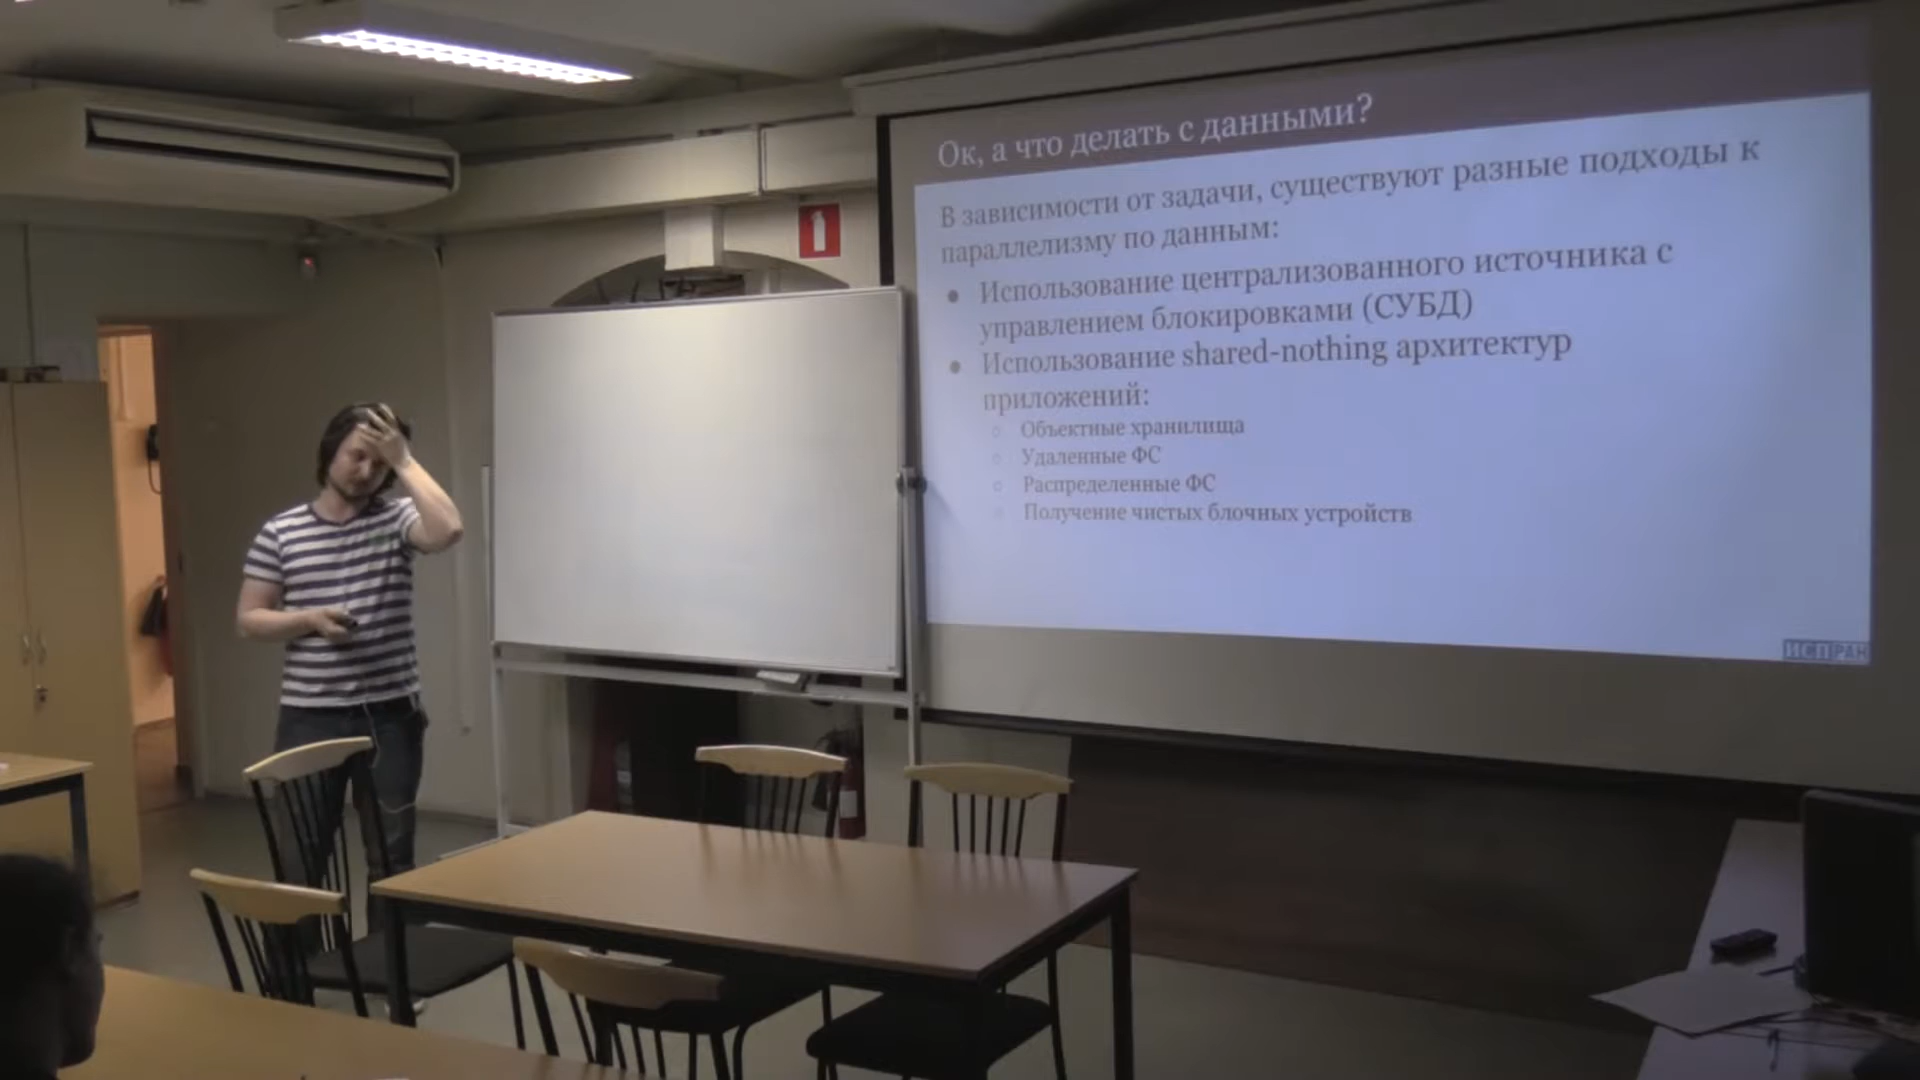 Ок, а что делать с данными?
В зависимости от задачи, существуют разные подходы к
параллелизму по данным:
● Использование централизованного источника с
управлением блокировками (СУБД)
● Использование shared-nothing архитектур
приложений:
○ Объектные хранилища
○ Удаленные ФС
○ Распределенные ФС
○ Получение чистых блочных устройств
ИСП РАН